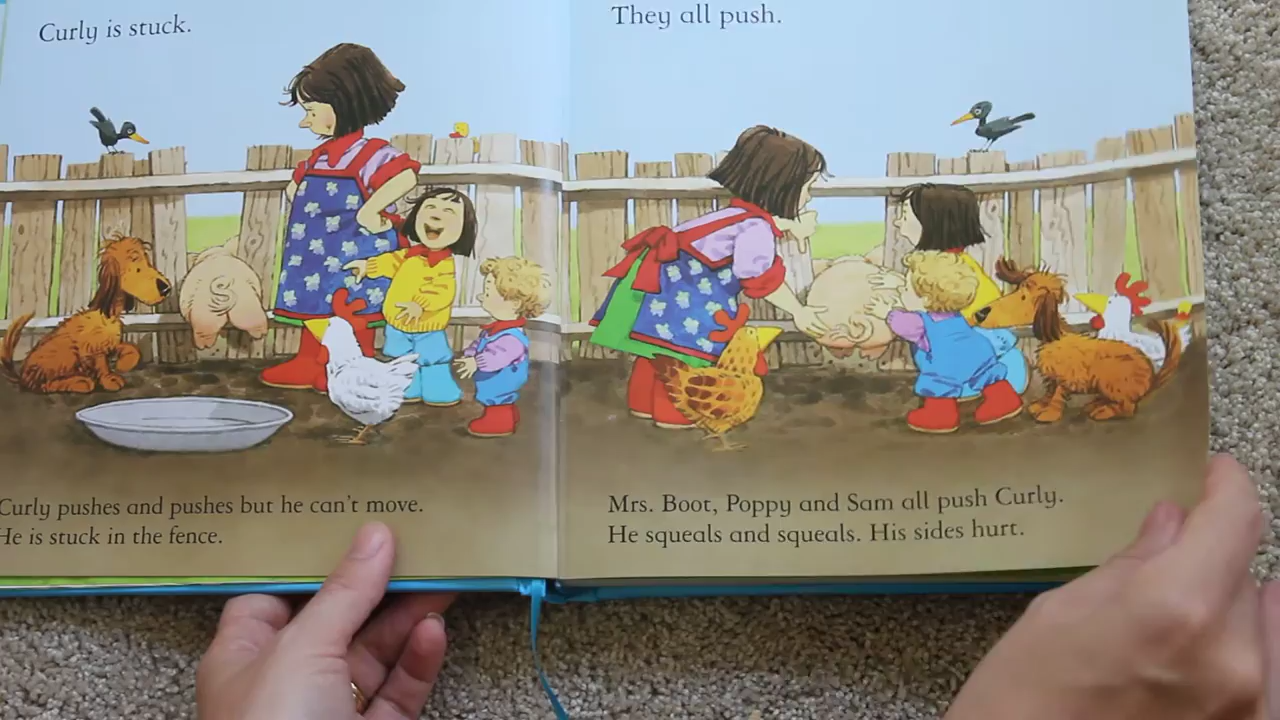 Curly is stuck.
Curly pushes and pushes but he can't move.
He is stuck in the fence.
They all push.
Mrs. Boot, Poppy and Sam all push Curly.
He squeals and squeals. His sides hurt.